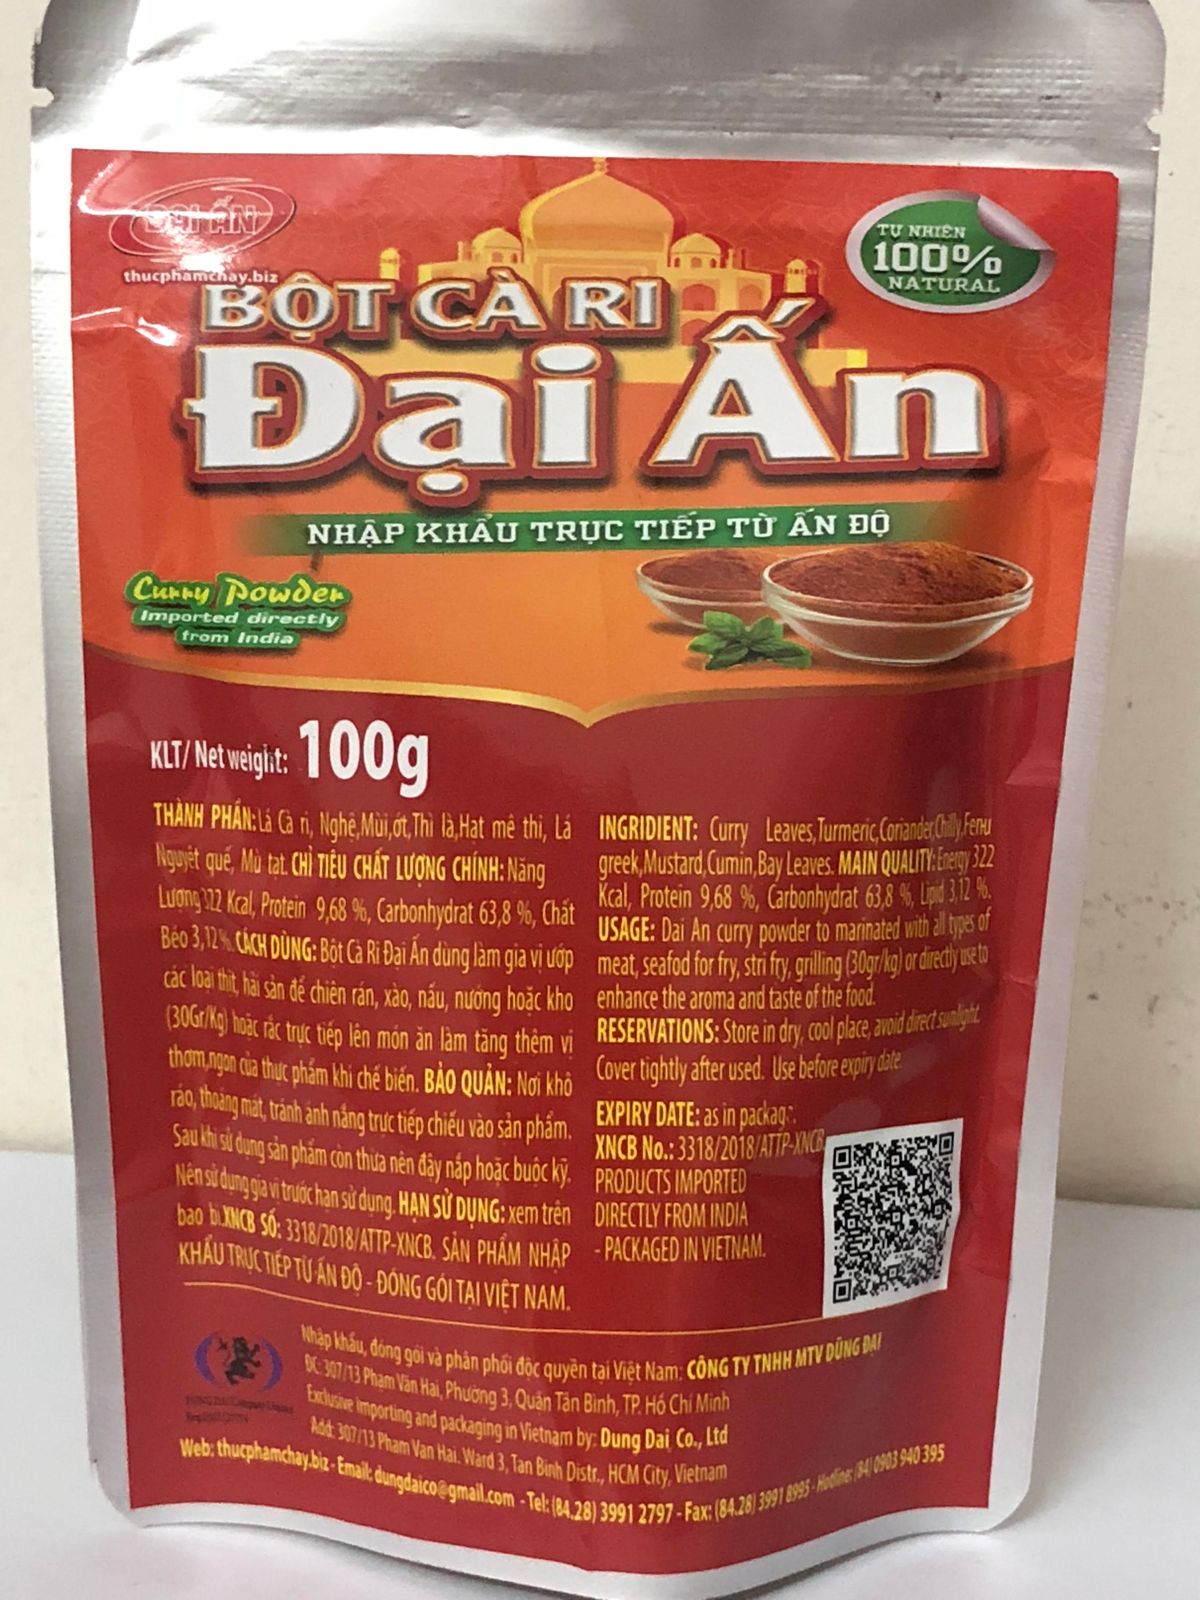 ĐẠI ẤN
thucphamchay.biz
TỰ NHIÊN
100%
NATURAL
BỘT CÀ RI
Đại Ấn
NHẬP KHẨU TRỰC TIẾP TỪ ẤN ĐỘ
Curry Powder
Imported directly
from India
KLT/ Net weight: 100g
THÀNH PHẦN: Lá Cà ri, Nghệ,Mùi,ớt,Thì là,Hạt mê thi, Lá
Nguyệt quế, Mù tạt. CHỈ TIÊU CHẤT LƯỢNG CHÍNH: Năng
Lượng 322 Kcal, Protein 9,68 %, Carbonhydrat 63,8 %, Chất
Béo 3,12%. CÁCH DÙNG: Bột Cà Ri Đại Ấn dùng làm gia vị ướp
các loại thịt, hải sản để chiên rán, xào, nấu, nướng hoặc kho
(30Gr/Kg) hoặc rắc trực tiếp lên món ăn làm tăng thêm vị
thơm,ngon của thực phẩm khi chế biến. BẢO QUẢN: Nơi khô
ráo, thoáng mát, tránh ánh nắng trực tiếp chiếu vào sản phẩm.
Sau khi sử dụng sản phẩm còn thừa nên đậy nắp hoặc buộc kỹ.
Nên sử dụng gia vị trước hạn sử dụng. HẠN SỬ DỤNG: xem trên
bao bì.XNCB SỐ: 3318/2018/ATTP-XNCB. SẢN PHẨM NHẬP
KHẨU TRỰC TIẾP TỪ ẤN ĐỘ - ĐÓNG GÓI TẠI VIỆT NAM.
INGRIDIENT: Curry Leaves,Turmeric,Coriander,Chilly,Fenu
greek,Mustard,Cumin,Bay Leaves. MAIN QUALITY: Energy 322
Kcal, Protein 9,68 %, Carbonhydrat 63,8 %, Lipid 3,12 %.
USAGE: Dai An curry powder to marinated with all types of
meat, seafod for fry, stri fry, grilling (30gr/kg) or directly use to
enhance the aroma and taste of the food.
RESERVATIONS: Store in dry, cool place, avoid direct sunlight.
Cover tightly after used. Use before expiry date.
EXPIRY DATE: as in packag
XNCB No.: 3318/2018/ATTP-XNCB
PRODUCTS IMPORTED
DIRECTLY FROM INDIA
- PACKAGED IN VIETNAM.
Nhập khẩu, đóng gói và phân phối độc quyền tại Việt Nam: CÔNG TY TNHH MTV DŨNG ĐẠI
ĐC: 307/13 Phạm Văn Hai, Phường 3, Quận Tân Bình, TP. Hồ Chí Minh
Exclusive importing and packaging in Vietnam by: Dung Dai Co., Ltd
Add: 307/13 Pham Van Hai. Ward 3, Tan Binh Distr., HCM City, Vietnam
Web: thucphamchay.biz - Email: dungdaico@gmail.com - Tel: (84.28) 3991 2797 - Fax: (84.28) 3991 8995 - Hotline: (84) 0903 940 395